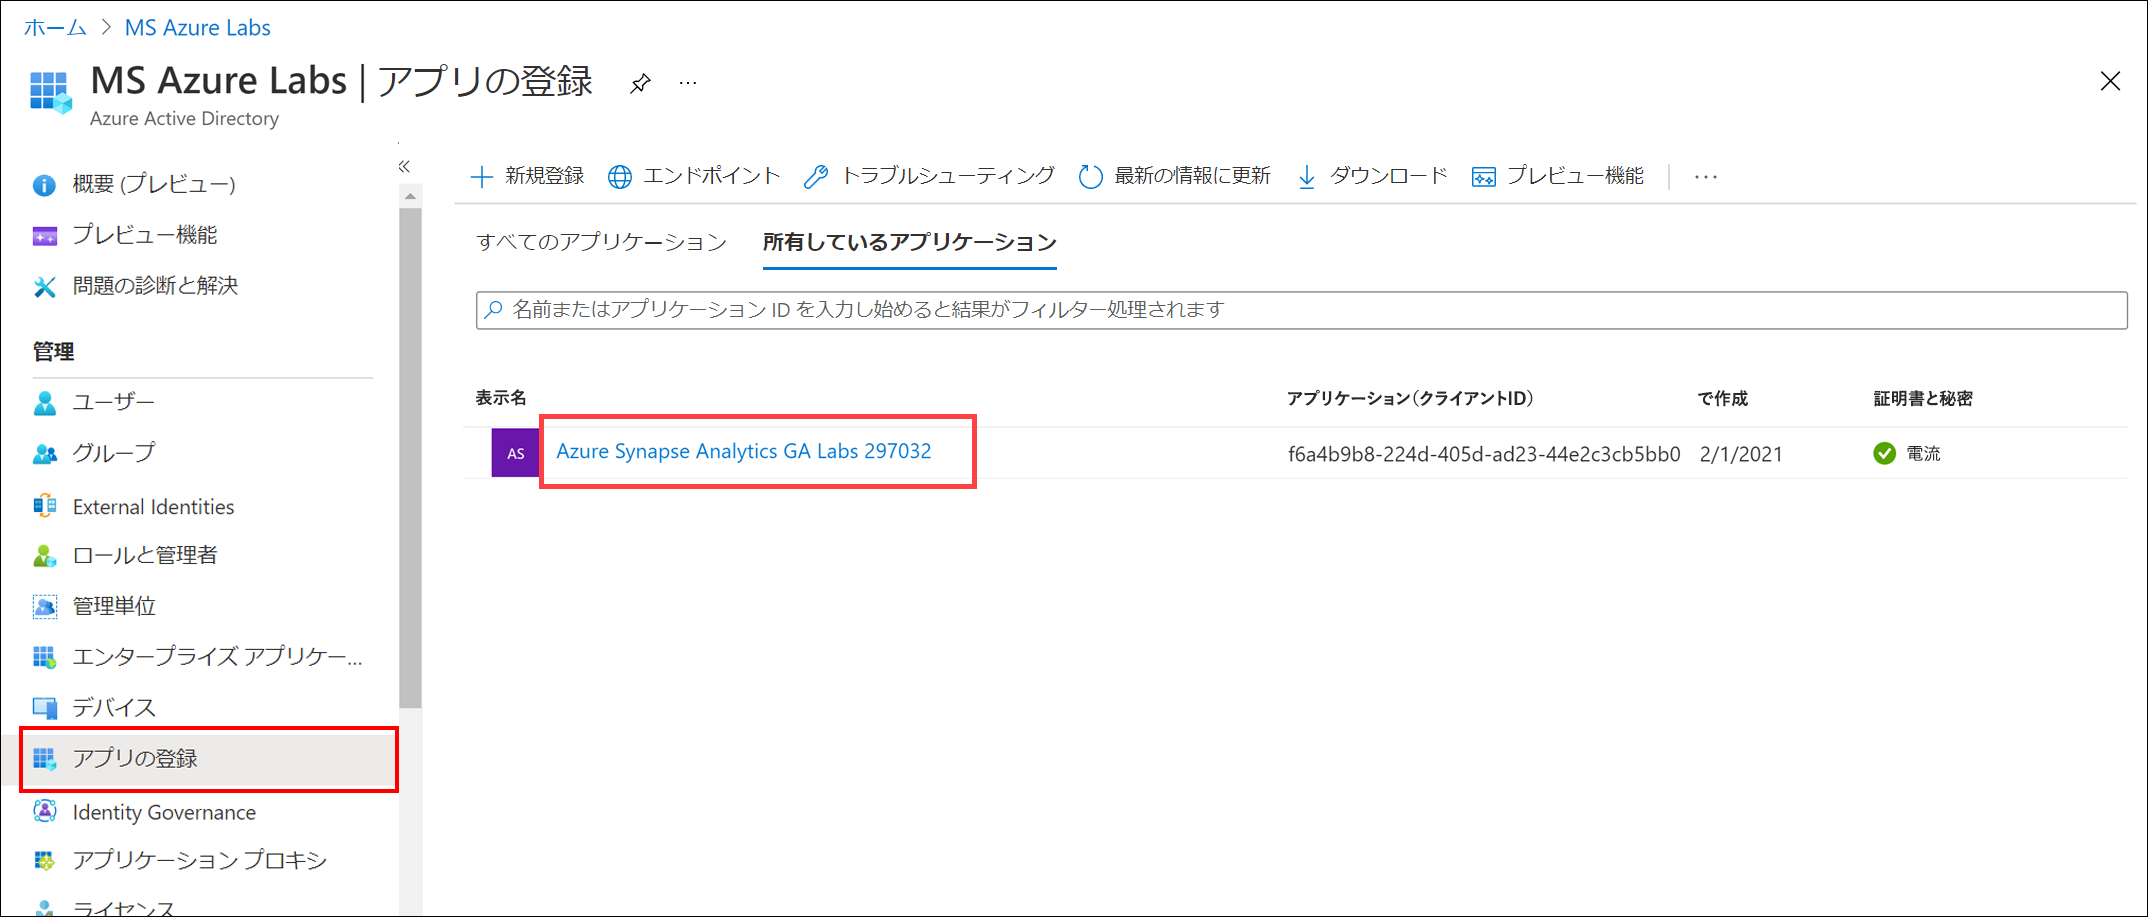 ホーム > MS Azure Labs
MS Azure Labs | アプリの登録 ...
Azure Active Directory
«
概要 (プレビュー)
プレビュー機能
問題の診断と解決
管理
ユーザー
グループ
External Identities
ロールと管理者
管理単位
エンタープライズ アプリケー...
デバイス
アプリの登録
Identity Governance
アプリケーション プロキシ
ライセンス
新規登録 エンドポイント トラブルシューティング 最新の情報に更新 ダウンロード プレビュー機能 ...
すべてのアプリケーション 所有しているアプリケーション
名前またはアプリケーション ID を入力し始めると結果がフィルター処理されます
表示名 アプリケーション(クライアントID) で作成 証明書と秘密
AS Azure Synapse Analytics GA Labs 297032 f6a4b9b8-224d-405d-ad23-44e2c3cb5bb0 2/1/2021 電流